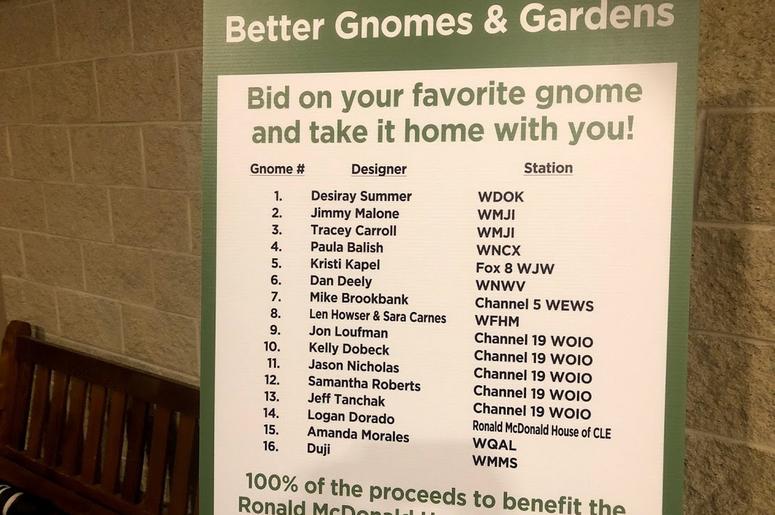 Better Gnomes & Gardens
Bid on your favorite gnome
and take it home with you!
Gnome # Designer Station
1. Desiray Summer WDOK
2. Jimmy Malone WMJI
3. Tracey Carroll WMJI
4. Paula Balish WNCX
5. Kristi Kapel Fox 8 WJW
6. Dan Deely WNWV
7. Mike Brookbank Channel 5 WEWS
8. Len Howser & Sara Carnes WFHM
9. Jon Loufman Channel 19 WOIO
10. Kelly Dobeck Channel 19 WOIO
11. Jason Nicholas Channel 19 WOIO
12. Samantha Roberts Channel 19 WOIO
13. Jeff Tanchak Channel 19 WOIO
14. Logan Dorado Ronald McDonald House of CLE
15. Amanda Morales WQAL
16. Duji WMMS
100% of the proceeds to benefit the
Ronald McDonald